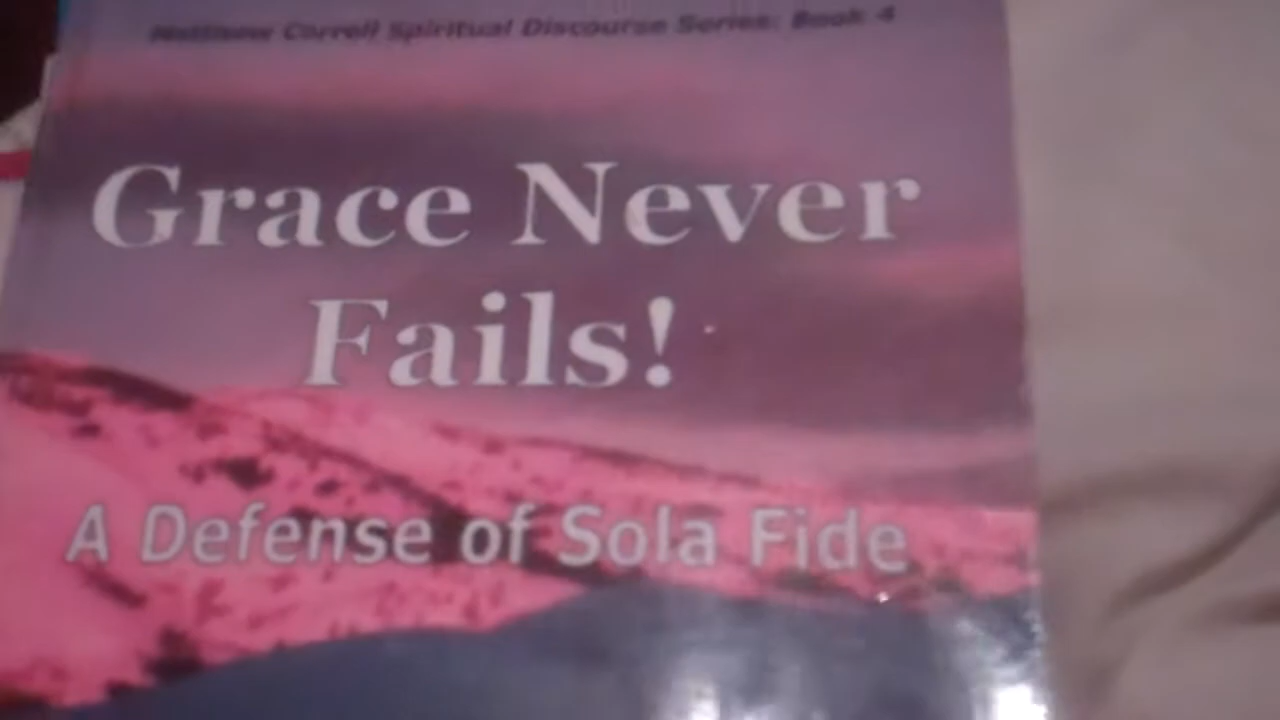 Matthew Correll Spiritual Discourse Series: Book 4
Grace Never
Fails!
A Defense of Sola Fide